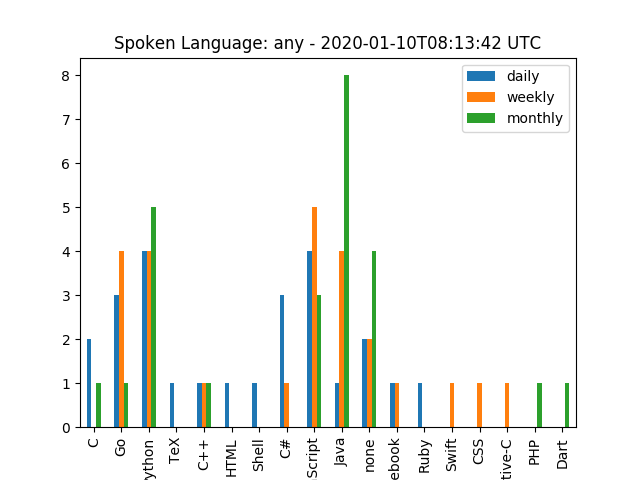 Spoken Language: any - 2020-01-10T08:13:42 UTC
daily
weekly
monthly
8
7
6
5
4
3
2
1
0
C
Go
ython
TeX
C++
HTML
Shell
C#
Script
Java
none
ebook
Ruby
Swift
CSS
tive-C
PHP
Dart